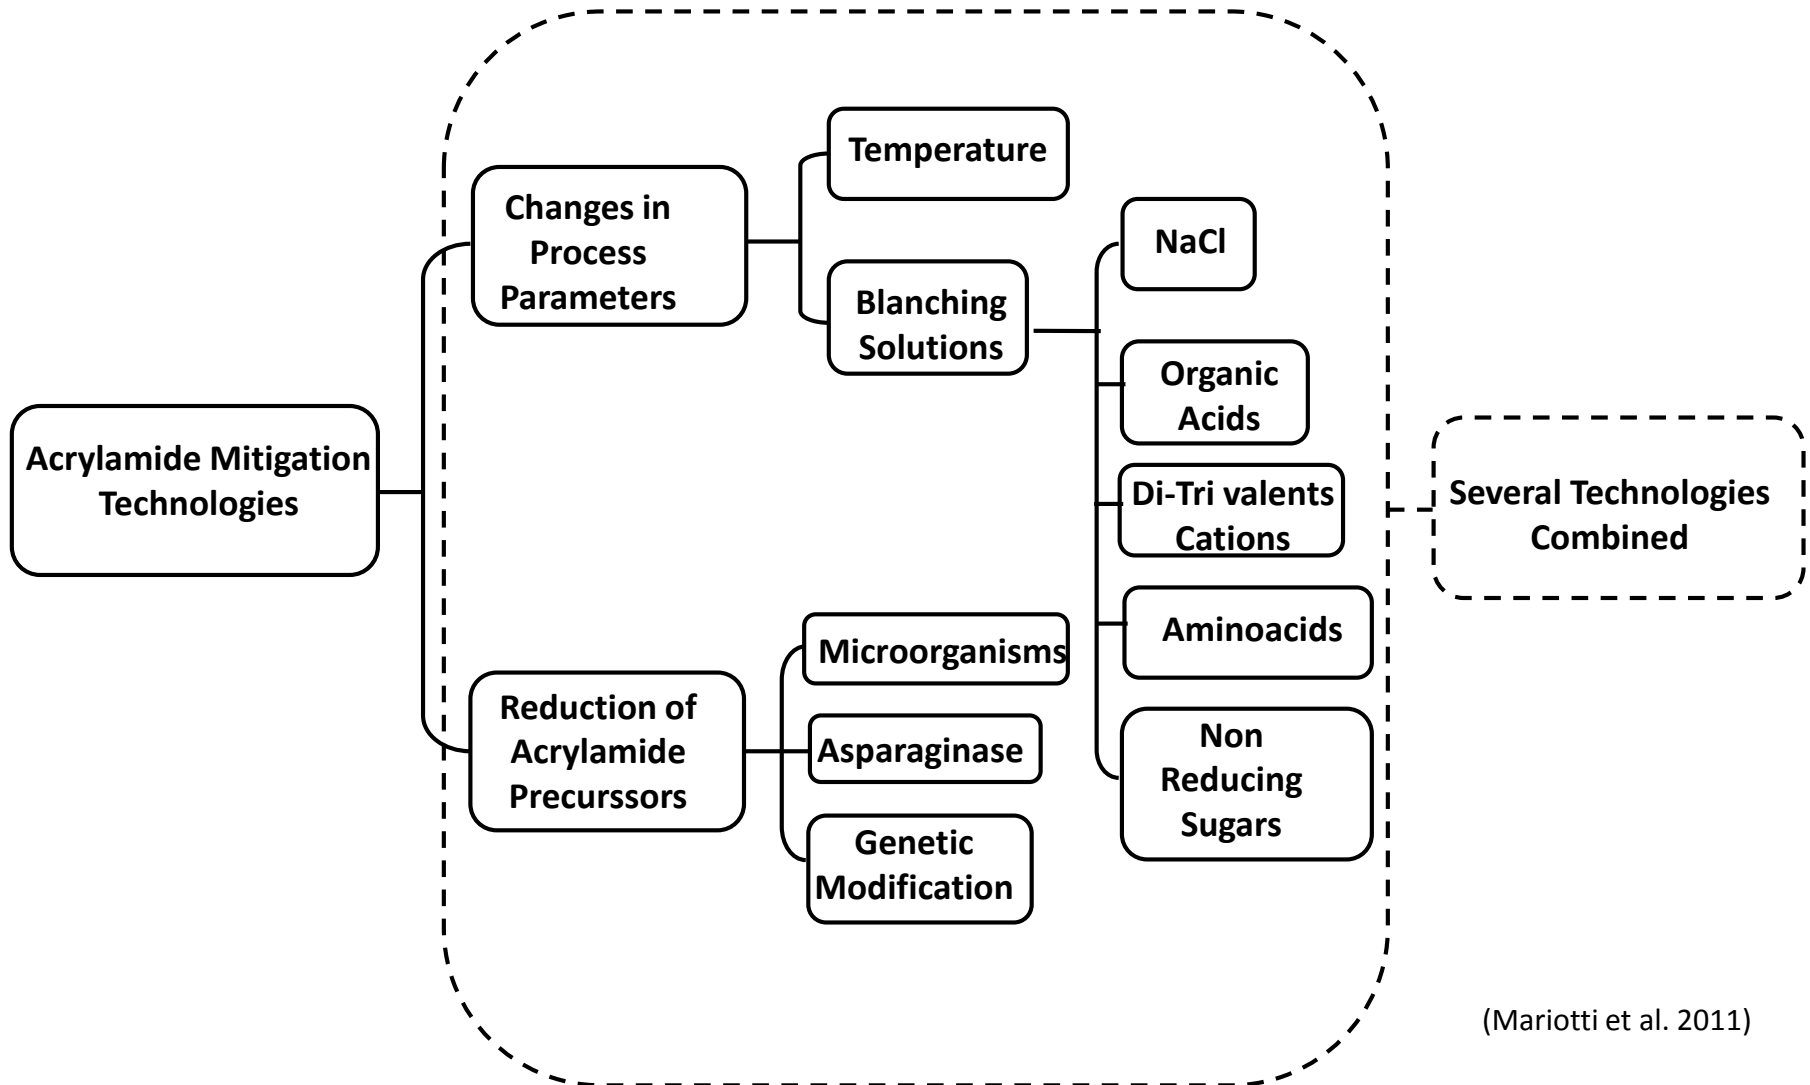 Acrylamide Mitigation
Technologies
Changes in
Process
Parameters
Temperature
Blanching
Solutions
NaCl
Organic
Acids
Di-Tri valents
Cations
Aminoacids
Non
Reducing
Sugars
Reduction of
Acrylamide
Precurssors
Microorganisms
Asparaginase
Genetic
Modification
Several Technologies
Combined
(Mariotti et al. 2011)